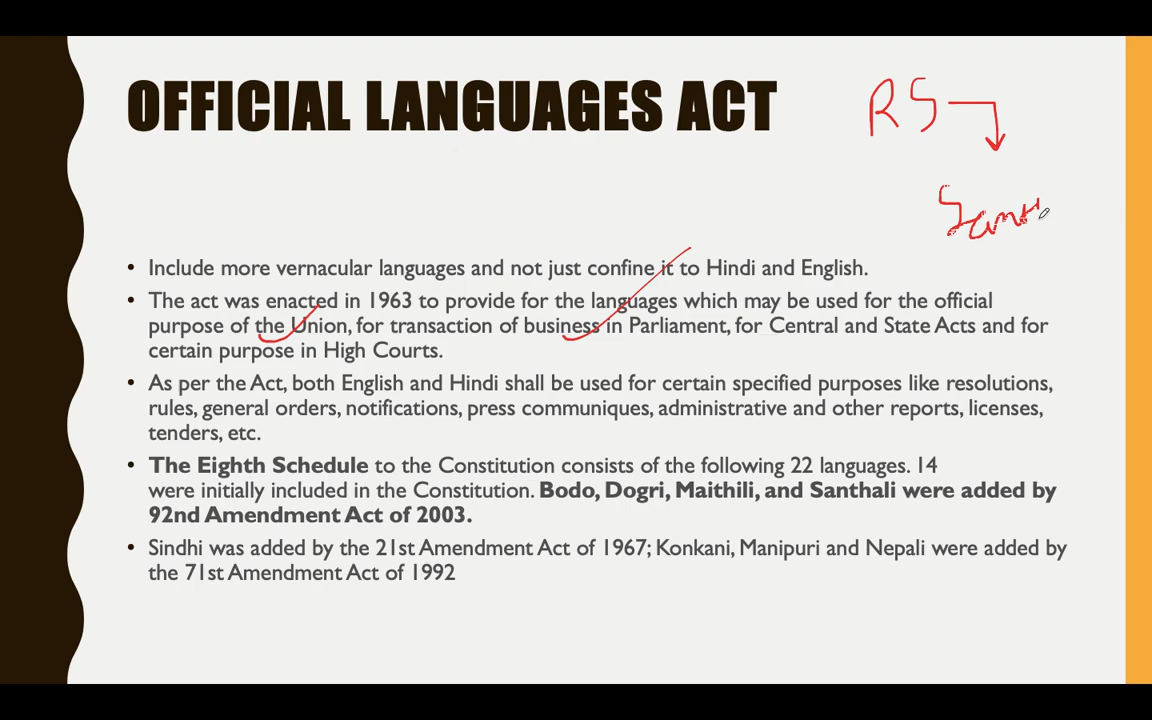 OFFICIAL LANGUAGES ACT
RS
• Include more vernacular languages and not just confine it to Hindi and English.
• The act was enacted in 1963 to provide for the languages which may be used for the official
purpose of the Union, for transaction of business in Parliament, for Central and State Acts and for
certain purpose in High Courts.
• As per the Act, both English and Hindi shall be used for certain specified purposes like resolutions,
rules, general orders, notifications, press communiques, administrative and other reports, licenses,
tenders, etc.
• The Eighth Schedule to the Constitution consists of the following 22 languages. 14
were initially included in the Constitution. Bodo, Dogri, Maithili, and Santhali were added by
92nd Amendment Act of 2003.
• Sindhi was added by the 21st Amendment Act of 1967; Konkani, Manipuri and Nepali were added by
the 71st Amendment Act of 1992